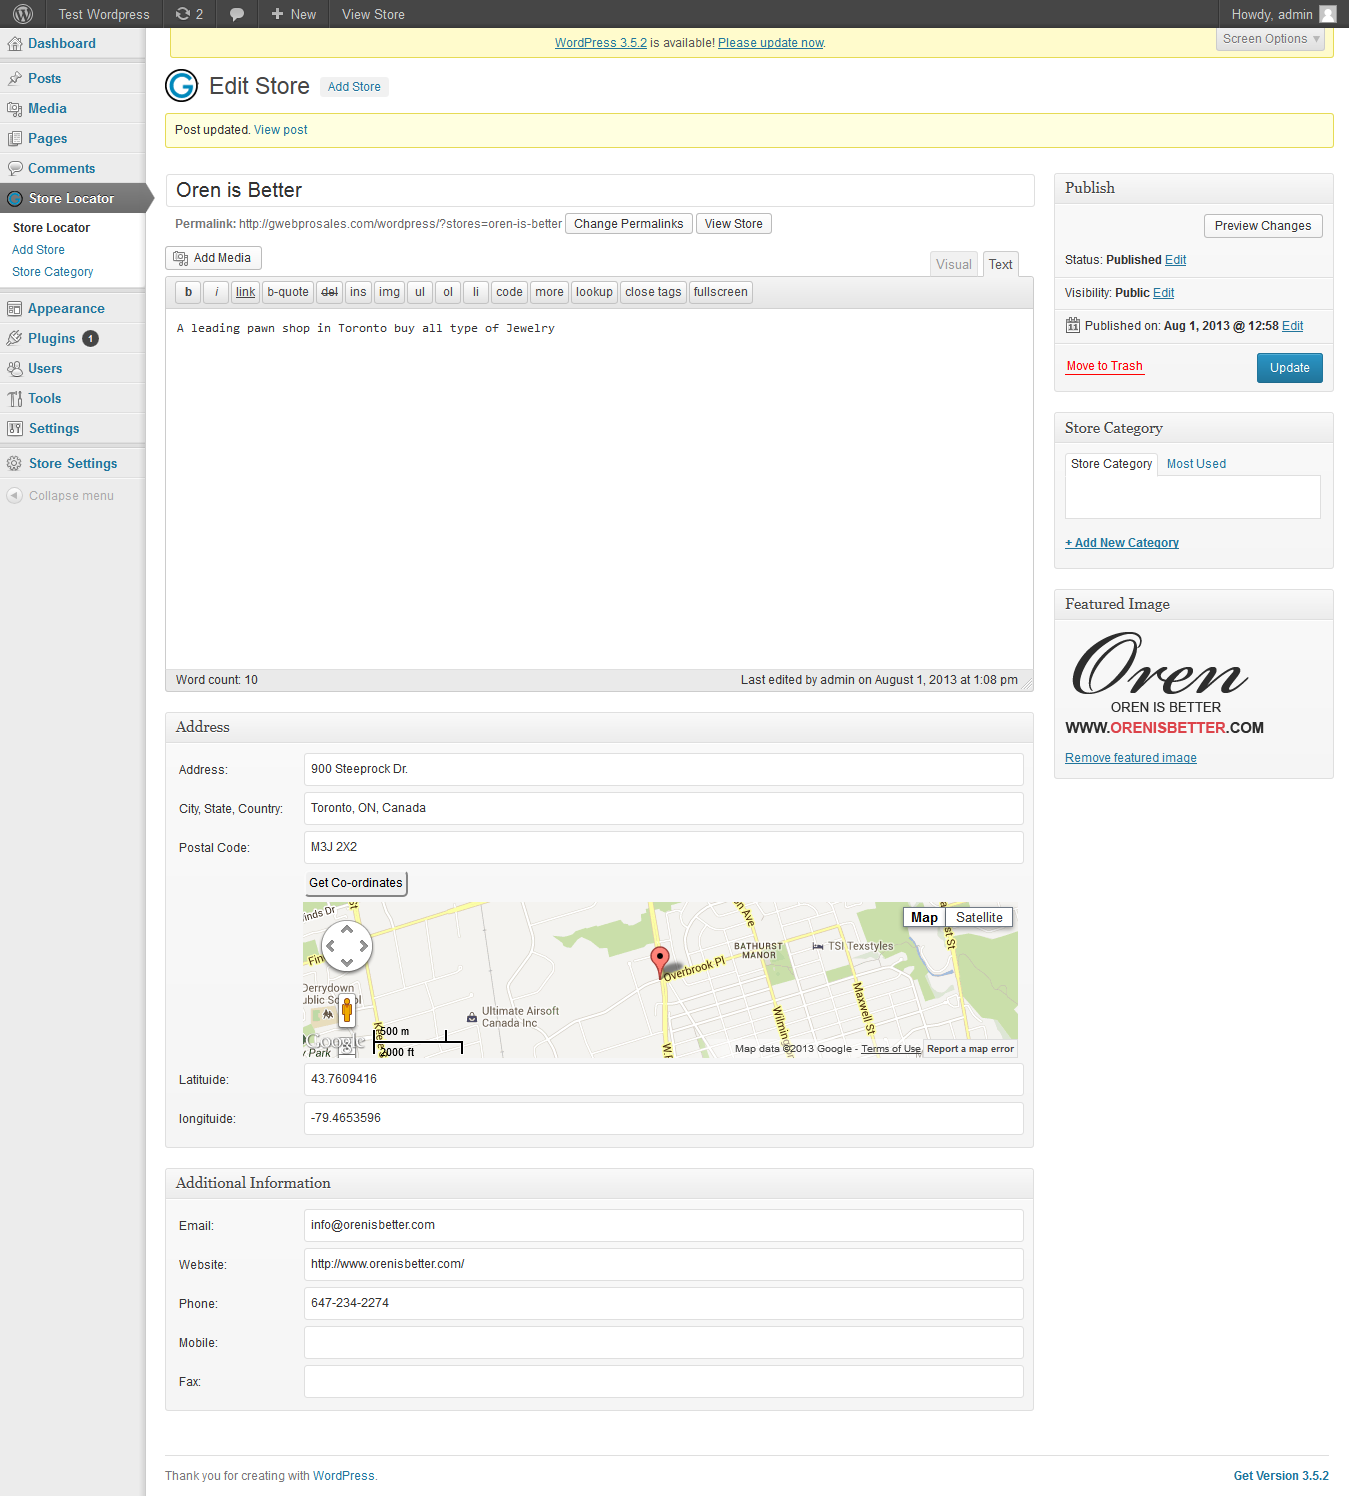 Test Wordpress 2 New View Store Howdy, admin
WordPress 3.5.2 is available! Please update now.
Screen Options
Dashboard
Posts
Media
Pages
Comments
Store Locator
Store Locator
Add Store
Store Category
Appearance
Plugins 1
Users
Tools
Settings
Store Settings
Collapse menu
Edit Store Add Store
Post updated. View post
Oren is Better
Permalink: http://gwebprosales.com/wordpress/?stores=oren-is-better Change Permalinks View Store
Add Media
Visual Text
b i link b-quote del ins img ul ol li code more lookup close tags fullscreen
A leading pawn shop in Toronto buy all type of Jewelry
Word count: 10 Last edited by admin on August 1, 2013 at 1:08 pm
Address
Address: 900 Steeprock Dr.
City, State, Country: Toronto, ON, Canada
Postal Code: M3J 2X2
Get Co-ordinates
Map Satellite
BATHURST
MANOR
TSI Texstyles
Overbrook Pl
Maxwell St
Ultimate Airsoft
Canada Inc
Derrydown
500 m
2000 ft
Google
Map data ©2013 Google - Terms of Use Report a map error
Latituide: 43.7609416
longituide: -79.4653596
Additional Information
Email: info@orenisbetter.com
Website: http://www.orenisbetter.com/
Phone: 647-234-2274
Mobile:
Fax:
Publish
Preview Changes
Status: Published Edit
Visibility: Public Edit
11 Published on: Aug 1, 2013 @ 12:58 Edit
Move to Trash Update
Store Category
Store Category Most Used
+ Add New Category
Featured Image
Oren
OREN IS BETTER
WWW.ORENISBETTER.COM
Remove featured image
Thank you for creating with WordPress. Get Version 3.5.2